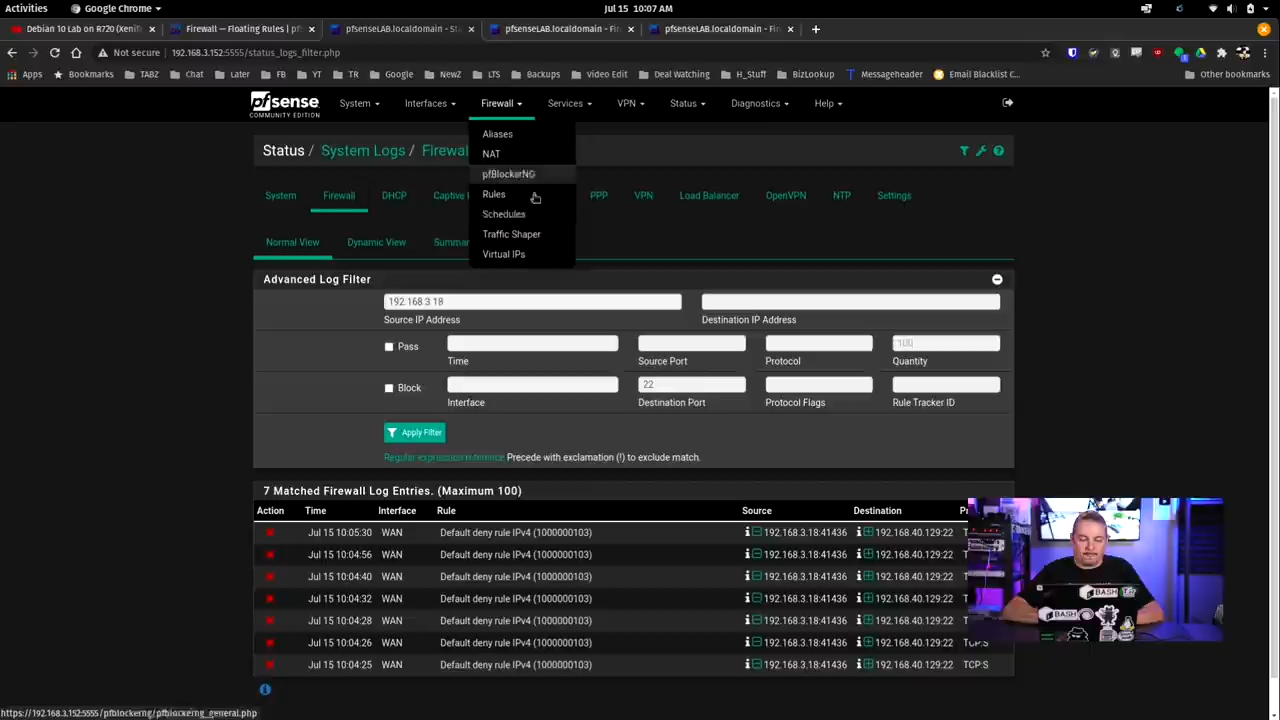 Activities Google Chrome Jul 15 10:07 AM
Debian 10 Lab on R720 (Xenif Firewall — Floating Rules | pf pfsenseLAB.localdomain - Sta pfsenseLAB.localdomain - Fir pfsenseLAB.localdomain - Fir
Not secure 192.168.3.152:5555/status_logs_filter.php
Apps Bookmarks TABZ Chat Later FB YT TR Google NewZ LTS Backups Video Edit Deal Watching H_Stuff BizLookup Messageheader Email Blacklist C... Other bookmarks
pfsense System Interfaces Firewall Services VPN Status Diagnostics Help
COMMUNITY EDITION
Aliases
NAT
pfBlockerNG
Rules
Schedules
Traffic Shaper
Virtual IPs
Status / System Logs / Firewal
System Firewall DHCP Captive PPP VPN Load Balancer OpenVPN NTP Settings
Normal View Dynamic View Summar
Advanced Log Filter
192.168.3.18
Source IP Address Destination IP Address
100
Pass Time Source Port Protocol Quantity
22
Block Interface Destination Port Protocol Flags Rule Tracker ID
Apply Filter
Regular expression reference Precede with exclamation (!) to exclude match.
7 Matched Firewall Log Entries. (Maximum 100)
Action Time Interface Rule Source Destination P
Jul 15 10:05:30 WAN Default deny rule IPv4 (1000000103) 192.168.3.18:41436 192.168.40.129:22 T
Jul 15 10:04:56 WAN Default deny rule IPv4 (1000000103) 192.168.3.18:41436 192.168.40.129:22 T
Jul 15 10:04:40 WAN Default deny rule IPv4 (1000000103) 192.168.3.18:41436 192.168.40.129:22 T
Jul 15 10:04:32 WAN Default deny rule IPv4 (1000000103) 192.168.3.18:41436 192.168.40.129:22 T
Jul 15 10:04:28 WAN Default deny rule IPv4 (1000000103) 192.168.3.18:41436 192.168.40.129:22 T
Jul 15 10:04:26 WAN Default deny rule IPv4 (1000000103) 192.168.3.18:41436 192.168.40.129:22 TCP:S
Jul 15 10:04:25 WAN Default deny rule IPv4 (1000000103) 192.168.3.18:41436 192.168.40.129:22 TCP:S
BASH
BASH
https://192.168.3.152:5555/pfblockerng/pfblockerng_general.php